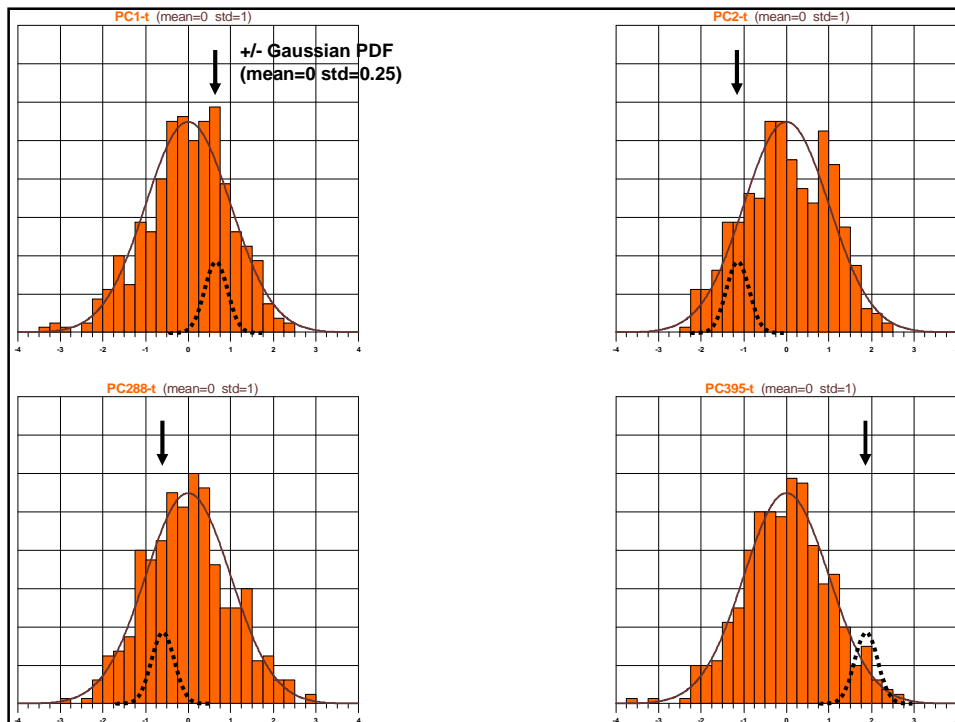 PC1-t (mean=0 std=1)
PC2-t (mean=0 std=1)
+/- Gaussian PDF
(mean=0 std=0.25)
-4 -3 -2 -1 0 1 2 3 4
-4 -3 -2 -1 0 1 2 3
PC288-t (mean=0 std=1)
PC395-t (mean=0 std=1)
-4 -3 -2 -1 0 1 2 3 4
-4 -3 -2 -1 0 1 2 3